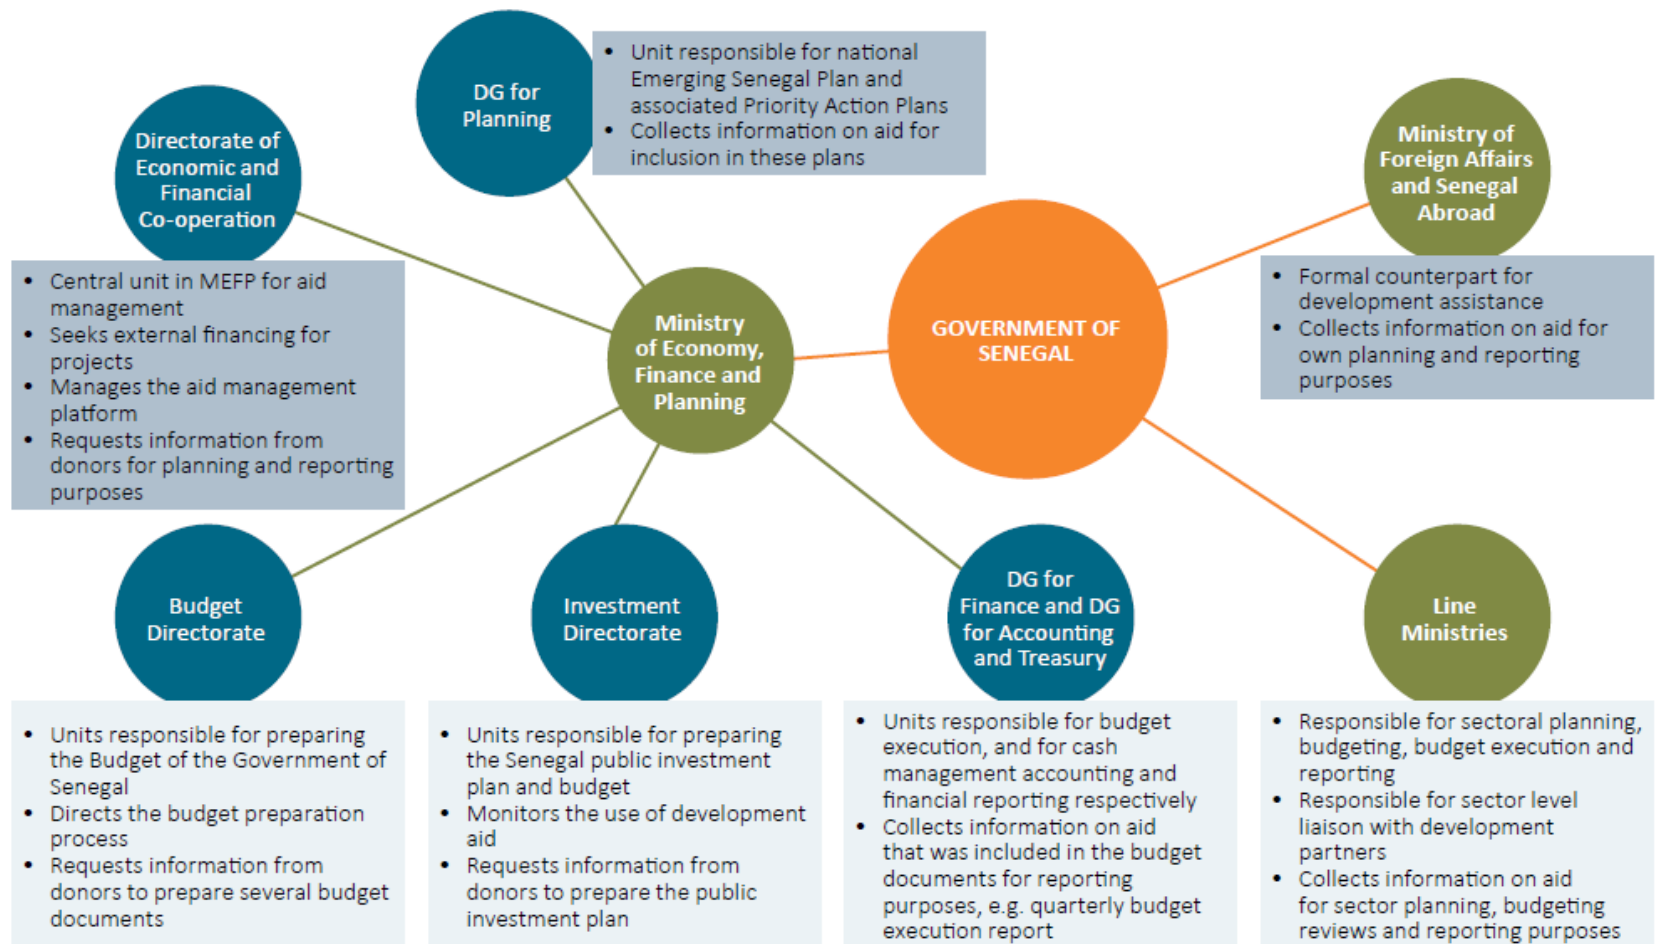 DG for
Planning
• Unit responsible for national
Emerging Senegal Plan and
associated Priority Action Plans
• Collects information on aid for
inclusion in these plans
Directorate of
Economic and
Financial
Co-operation
• Central unit in MEFP for aid
management
• Seeks external financing for
projects
• Manages the aid management
platform
• Requests information from
donors for planning and reporting
purposes
Ministry
of Economy,
Finance and
Planning
GOVERNMENT OF
SENEGAL
Ministry of
Foreign Affairs
and Senegal
Abroad
• Formal counterpart for
development assistance
• Collects information on aid for
own planning and reporting
purposes
Budget
Directorate
• Units responsible for preparing
the Budget of the Government of
Senegal
• Directs the budget preparation
process
• Requests information from
donors to prepare several budget
documents
Investment
Directorate
• Units responsible for preparing
the Senegal public investment
plan and budget
• Monitors the use of development
aid
• Requests information from
donors to prepare the public
investment plan
DG for
Finance and DG
for Accounting
and Treasury
• Units responsible for budget
execution, and for cash
management accounting and
financial reporting respectively
• Collects information on aid
that was included in the budget
documents for reporting
purposes, e.g. quarterly budget
execution report
Line
Ministries
• Responsible for sectoral planning,
budgeting, budget execution and
reporting
• Responsible for sector level
liaison with development
partners
• Collects information on aid
for sector planning, budgeting
reviews and reporting purposes